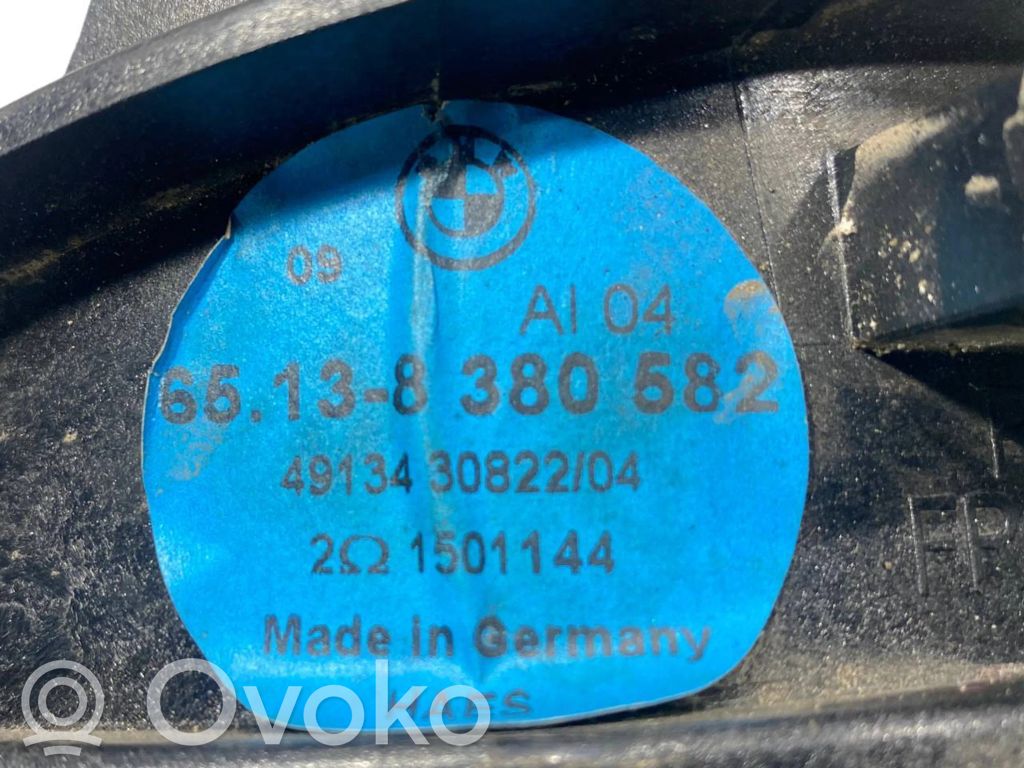 09
AI 04
65.13-8 380 582
49134 30822/04
2Ω 1501144
Made in Germany
Ovoko